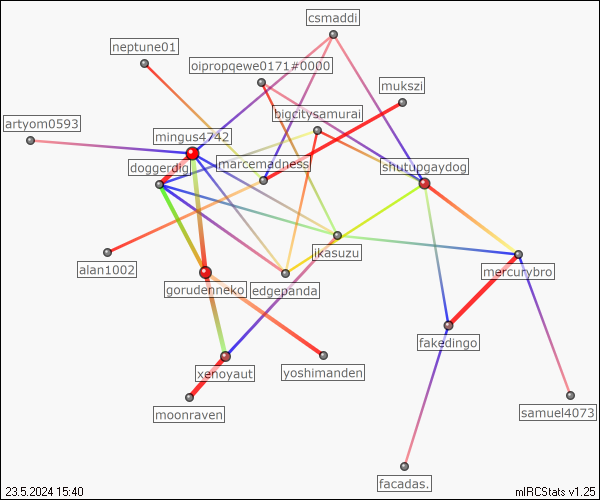 csmaddi
neptune01
oipropqewe0171#0000
mukszi
bigcitysamurai
artyom0593
mingus4742
doggerdig
marcemadness
shutupgaydog
ikasuzu
alan1002
mercurybro
gorudenneko
edgepanda
fakedingo
xenoyaut
yoshimanden
moonraven
samuel4073
facadas.
23.5.2024 15:40
mIRCStats v1.25